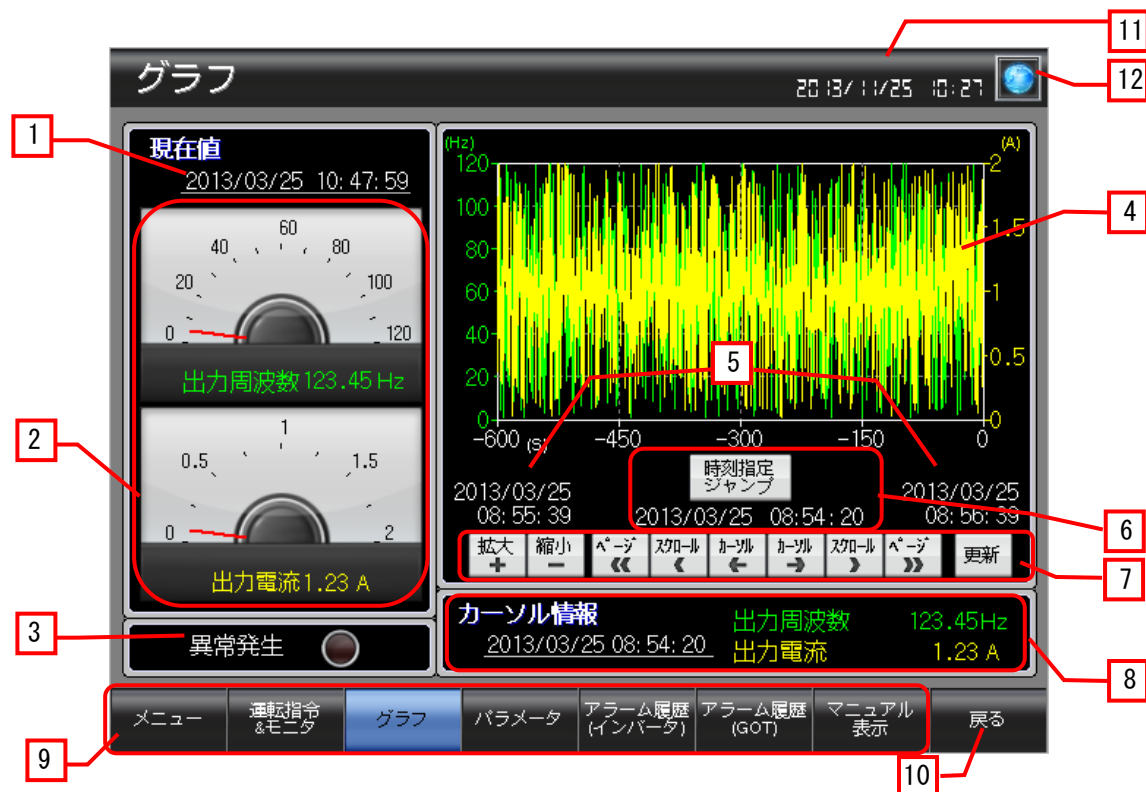 11
グラフ
2013/11/25 10:27
12
1
現在値
2013/03/25 10:47:59
0
20
40
60
80
100
120
出力周波数 123.45 Hz
2
0
0.5
1
1.5
2
出力電流 1.23 A
3
異常発生
(Hz)
120
100
80
60
40
20
0
(A)
2
1.5
1
0.5
0
4
-600 (S) -450 -300 -150 0
5
時刻指定
ジャンプ
2013/03/25
08:55:39
2013/03/25 08:54:20
2013/03/25
08:56:39
6
拡大
+
縮小
-
ページ
《
スクロール
〈
カーソル
←
カーソル
→
スクロール
〉
ページ
》
更新
7
カーソル情報
2013/03/25 08:54:20
出力周波数 123.45Hz
出力電流 1.23 A
8
メニュー
運転指令
&モニタ
グラフ
パラメータ
アラーム履歴
(インバータ)
アラーム履歴
(GOT)
マニュアル
表示
戻る
9
10